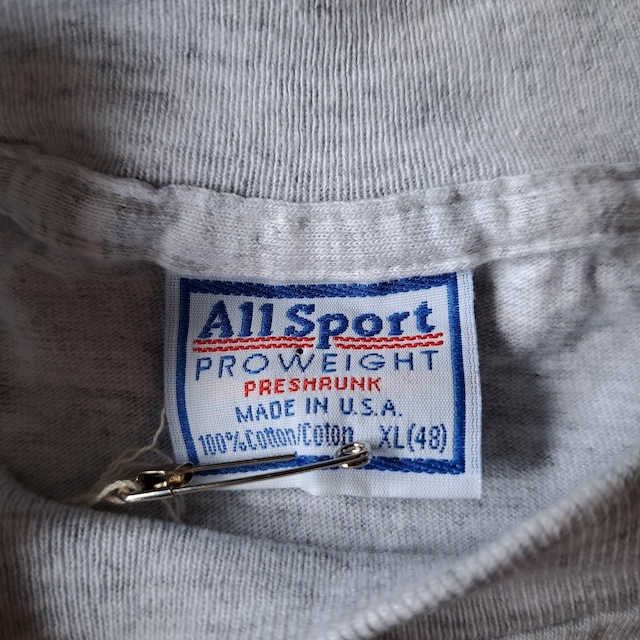 All Sport
PROWEIGHT
PRESHRUNK
MADE IN U.S.A.
100% Cotton/Coton XL(48)